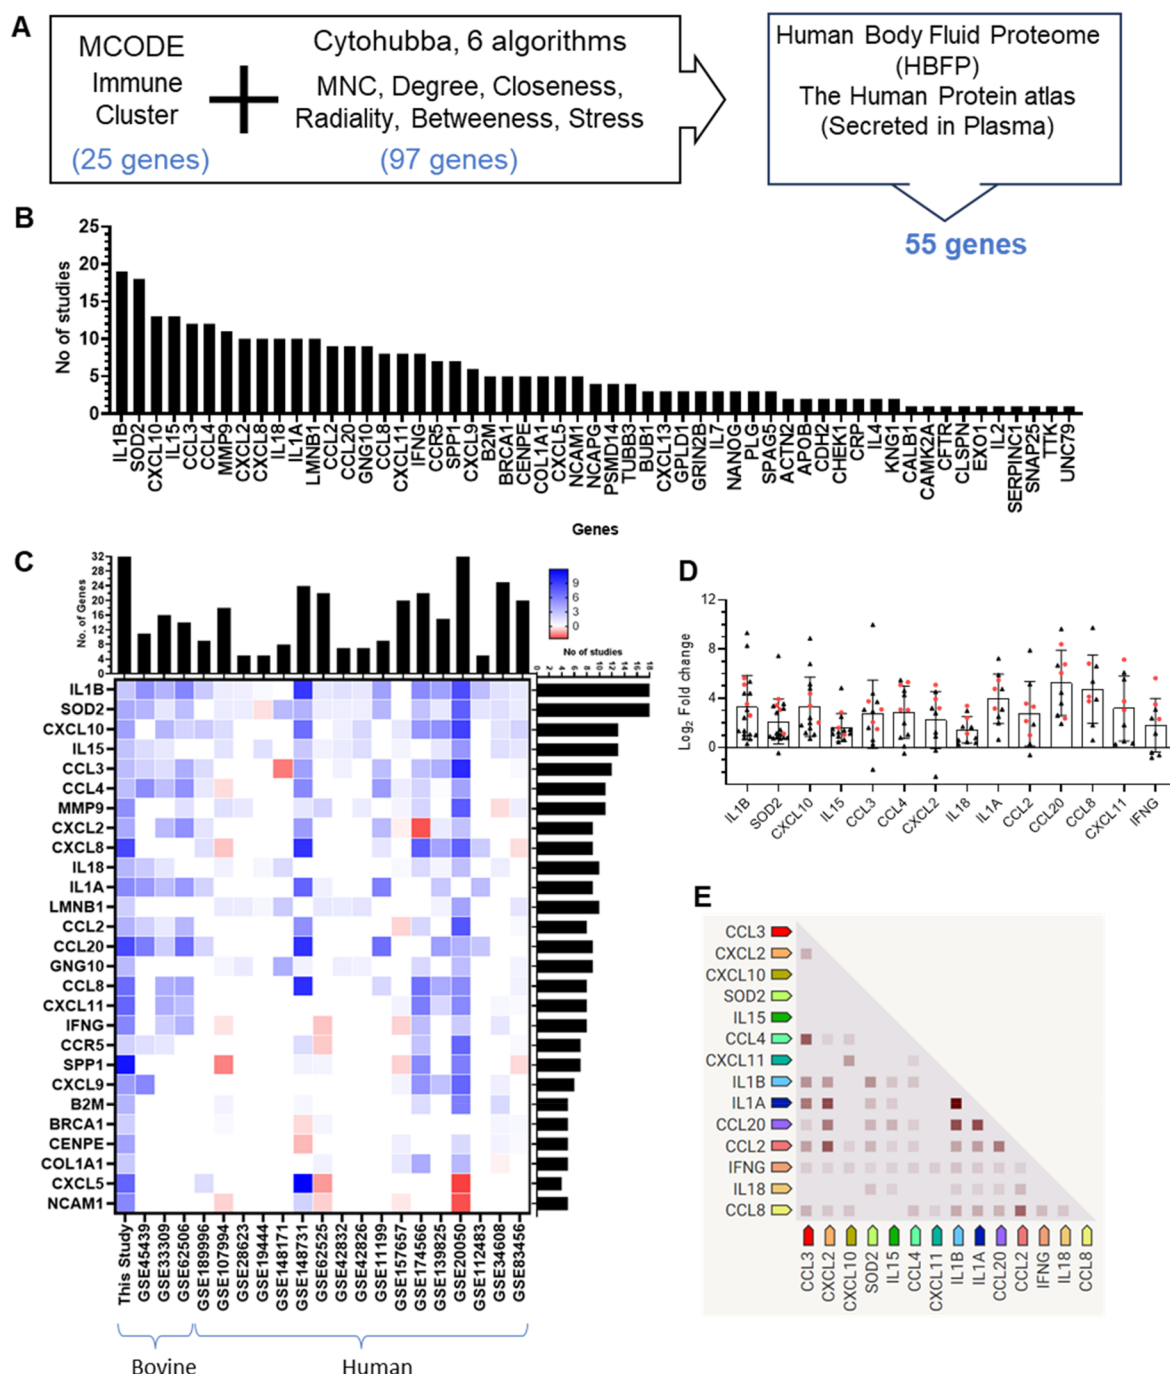 A
MCODE
Immune
Cluster
(25 genes)
Cytohubba, 6 algorithms
MNC, Degree, Closeness,
Radiality, Betweeness, Stress
(97 genes)
Human Body Fluid Proteome
(HBFP)
The Human Protein atlas
(Secreted in Plasma)
55 genes
B
No of studies
25
20
15
10
5
0
IL1B
SOD2
CXCL10
IL15
CCL3
CCL4
MMP9
CXCL2
CXCL8
IL18
IL1A
LMNB1
CCL2
CCL20
GNG10
CCL8
CXCL11
IFNG
CCR5
SPP1
CXCL9
B2M
BRCA1
CENPE
COL1A1
CXCL5
NCAM1
NCAPG
PSMD14
TUBB3
BUB1
CXCL13
GPLD1
GRIN2B
IL7
NANOG
PLG
SPAG5
ACTN2
APOB
CDH2
CHEK1
CRP
IL4
KNG1
CALB1
CAMK2A
CFTR
CLSPN
EXO1
IL2
SERPINC1
SNAP25
TTK
UNC79
Genes
C
No. of Genes
32
28
24
20
16
12
8
4
0
9
6
3
0
No of studies
0 2 4 6 8 10 12 14 16 18
IL1B
SOD2
CXCL10
IL15
CCL3
CCL4
MMP9
CXCL2
CXCL8
IL18
IL1A
LMNB1
CCL2
CCL20
GNG10
CCL8
CXCL11
IFNG
CCR5
SPP1
CXCL9
B2M
BRCA1
CENPE
COL1A1
CXCL5
NCAM1
This Study
GSE45439
GSE33309
GSE62506
GSE189996
GSE107994
GSE28623
GSE19444
GSE148171
GSE148731
GSE62525
GSE42832
GSE42826
GSE11199
GSE157657
GSE174566
GSE139825
GSE20050
GSE112483
GSE34608
GSE83456
Bovine
Human
D
Log2 Fold change
12
8
4
0
IL1B
SOD2
CXCL10
IL15
CCL3
CCL4
CXCL2
IL18
IL1A
CCL2
CCL20
CCL8
CXCL11
IFNG
E
CCL3
CXCL2
CXCL10
SOD2
IL15
CCL4
CXCL11
IL1B
IL1A
CCL20
CCL2
IFNG
IL18
CCL8
CCL3
CXCL2
CXCL10
SOD2
IL15
CCL4
CXCL11
IL1B
IL1A
CCL20
CCL2
IFNG
IL18
CCL8